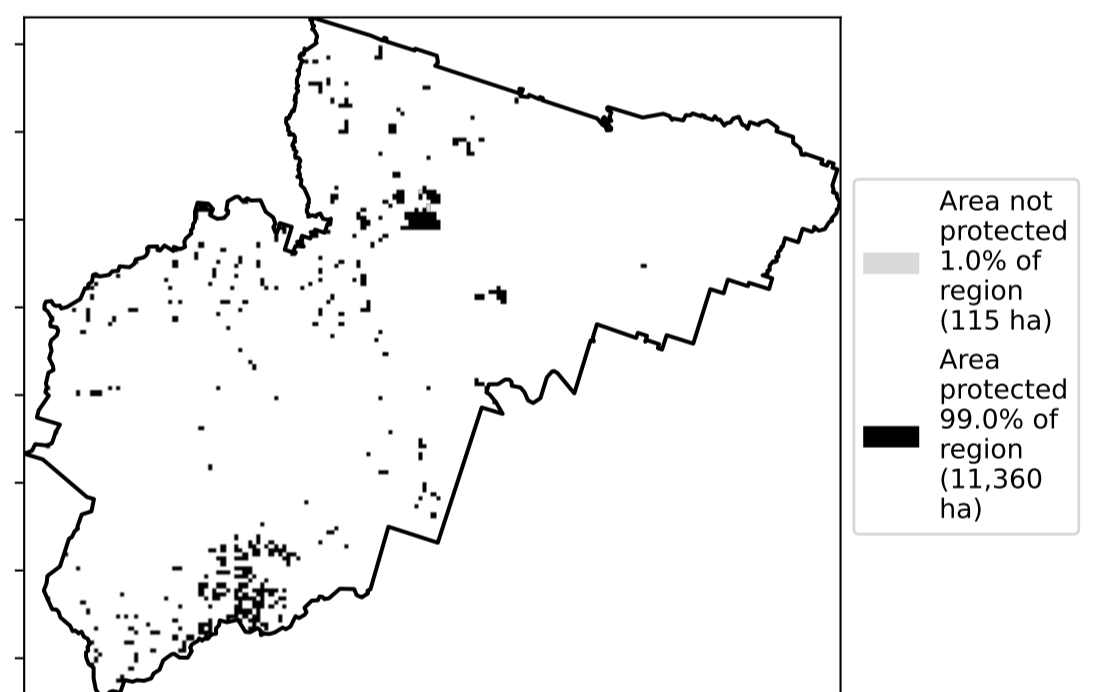 Area not
protected
1.0% of
region
(115 ha)
Area
protected
99.0% of
region
(11,360
ha)